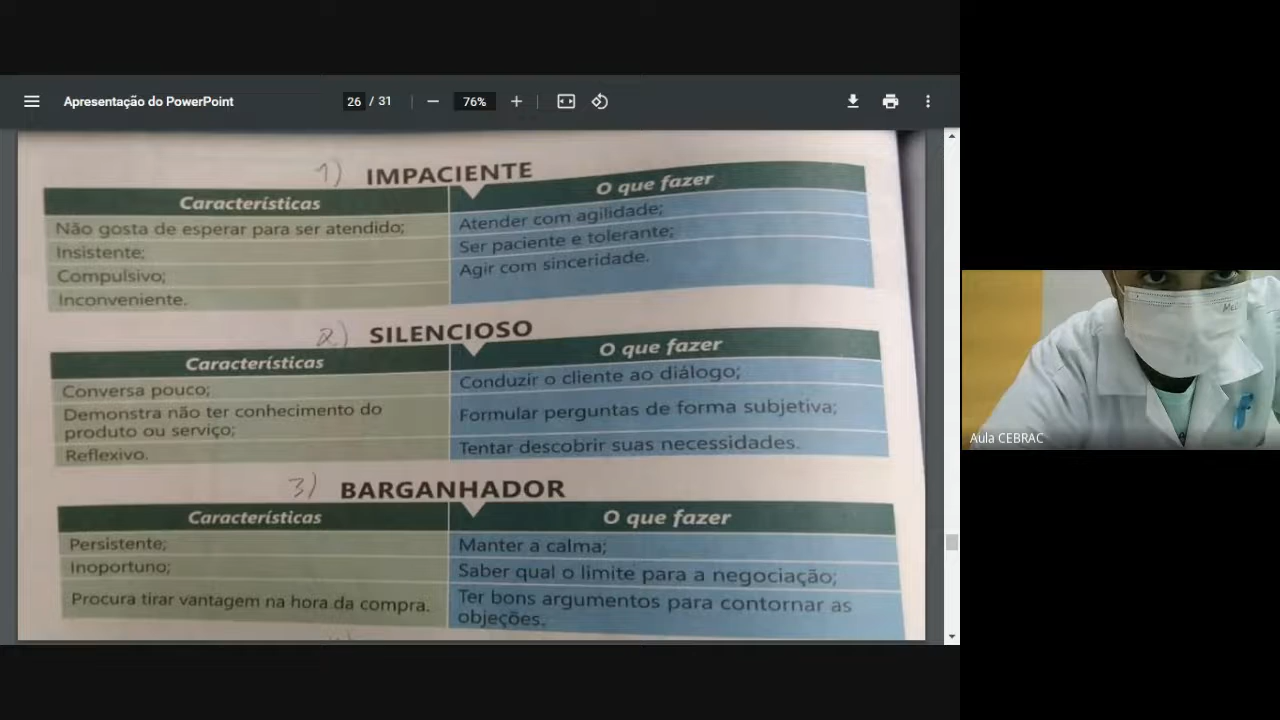 Apresentação do PowerPoint
26 / 31
76%
1) IMPACIENTE
Características
O que fazer
Não gosta de esperar para ser atendido;
Insistente;
Compulsivo;
Inconveniente.
Atender com agilidade;
Ser paciente e tolerante;
Agir com sinceridade.
2) SILENCIOSO
Características
O que fazer
Conversa pouco;
Demonstra não ter conhecimento do
produto ou serviço;
Reflexivo.
Conduzir o cliente ao diálogo;
Formular perguntas de forma subjetiva;
Tentar descobrir suas necessidades.
3) BARGANHADOR
Características
O que fazer
Persistente;
Inoportuno;
Procura tirar vantagem na hora da compra.
Manter a calma;
Saber qual o limite para a negociação;
Ter bons argumentos para contornar as
objeções.
Aula CEBRAC